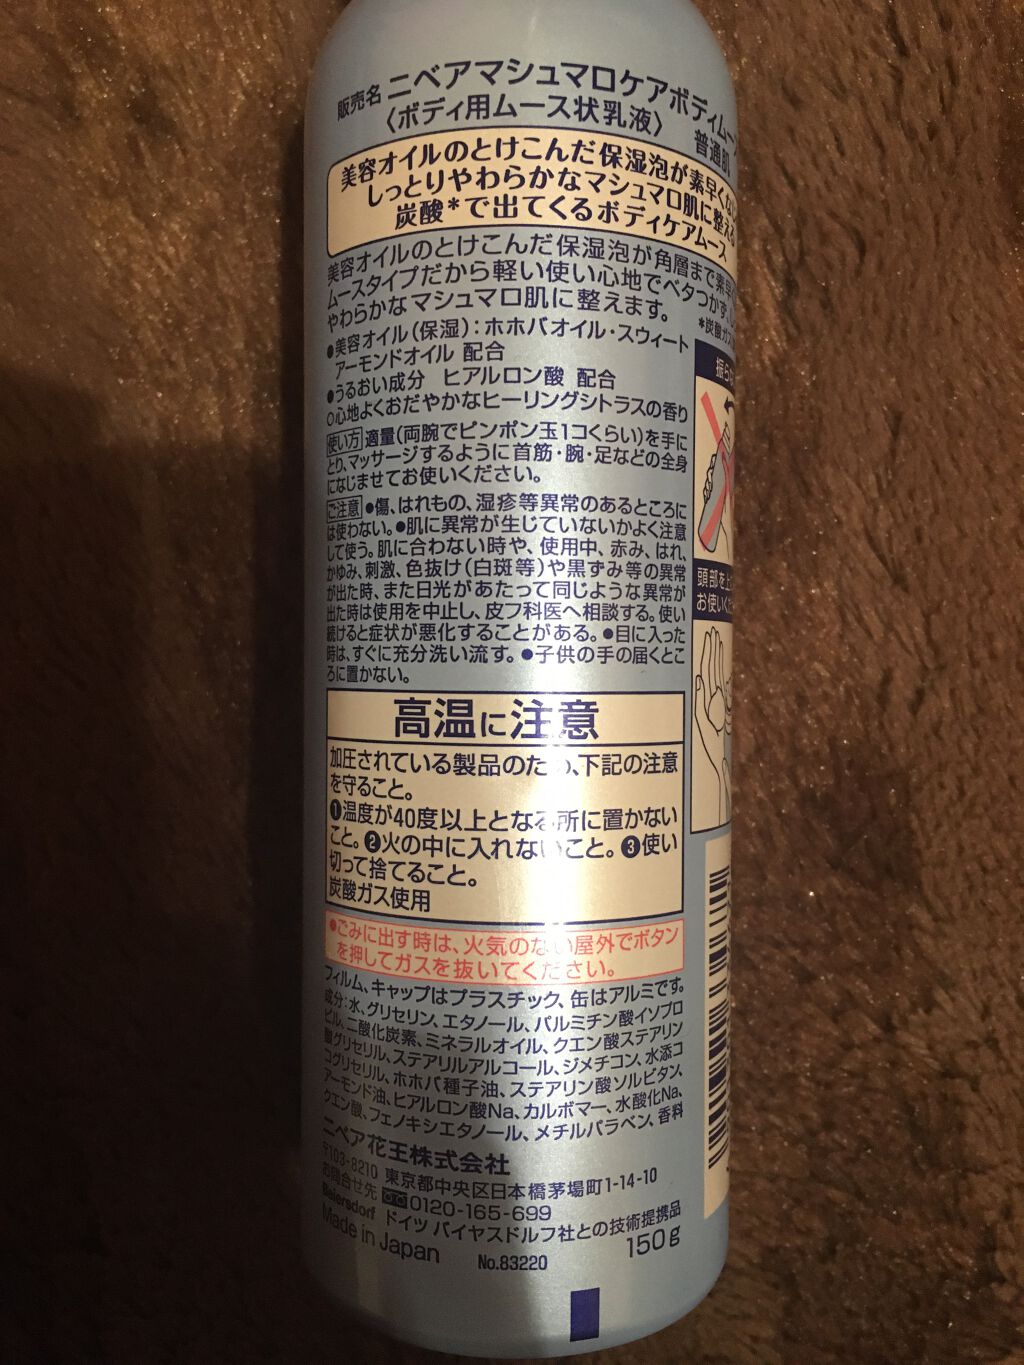 販売名 ニベアマシュマロケアボディムー
〈ボディ用ムース状乳液〉 普通肌
美容オイルのとけこんだ保湿泡が素早くな
しっとりやわらかなマシュマロ肌に整える
炭酸*で出てくるボディケアムース
美容オイルのとけこんだ保湿泡が角層まで素早
ムースタイプだから軽い使い心地でベタつかず、
やわらかなマシュマロ肌に整えます。
*炭酸ガス
●美容オイル(保湿):ホホバオイル・スウィート
アーモンドオイル 配合
●うるおい成分 ヒアルロン酸 配合
○心地よくおだやかなヒーリングシトラスの香り
使い方 適量(両腕でピンポン玉1コくらい)を手に
とり、マッサージするように首筋・腕・足などの全身
になじませてお使いください。
ご注意 ●傷、はれもの、湿疹等異常のあるところに
は使わない。●肌に異常が生じていないかよく注意
して使う。肌に合わない時や、使用中、赤み、はれ、
かゆみ、刺激、色抜け(白斑等)や黒ずみ等の異常
が出た時、また日光があたって同じような異常が
出た時は使用を中止し、皮フ科医へ相談する。使い
続けると症状が悪化することがある。●目に入った
時は、すぐに充分洗い流す。●子供の手の届くとこ
ろに置かない。
振ら
頭部を上
お使いくだ
高温に注意
加圧されている製品のため、下記の注意
を守ること。
❶温度が40度以上となる所に置かない
こと。❷火の中に入れないこと。❸使い
切って捨てること。
炭酸ガス使用
●ごみに出す時は、火気のない屋外でボタン
を押してガスを抜いてください。
フィルム、キャップはプラスチック、缶はアルミです。
成分:水、グリセリン、エタノール、パルミチン酸イソプロ
ピル、二酸化炭素、ミネラルオイル、クエン酸ステアリン
酸グリセリル、ステアリルアルコール、ジメチコン、水添コ
コグリセリル、ホホバ種子油、ステアリン酸ソルビタン、
アーモンド油、ヒアルロン酸Na、カルボマー、水酸化Na、
クエン酸、フェノキシエタノール、メチルパラベン、香料
ニベア花王株式会社
〒103-8210 東京都中央区日本橋茅場町1-14-10
お問合せ先 0120-165-699
Beiersdorf ドイツ バイヤスドルフ社との技術提携品
Made in Japan No.83220 150g